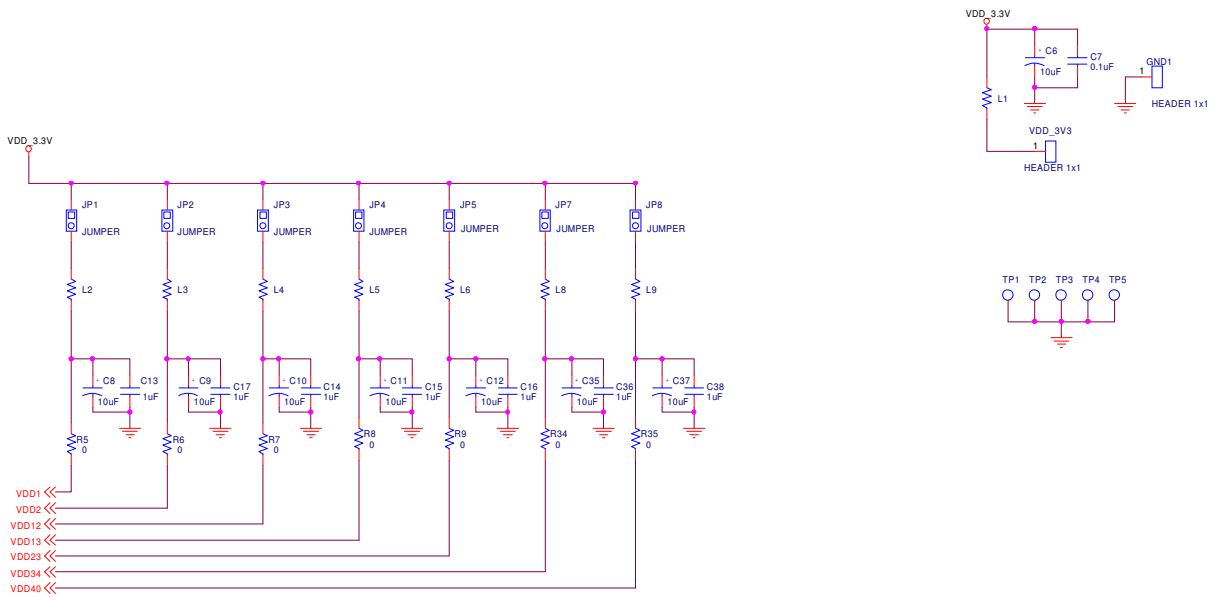 VDD_3.3V
C6
10uF
C7
0.1uF
GND1
1
HEADER 1x1
L1
VDD_3V3
1
HEADER 1x1
VDD_3.3V
JP1
JUMPER
JP2
JUMPER
JP3
JUMPER
JP4
JUMPER
JP5
JUMPER
JP7
JUMPER
JP8
JUMPER
L2
L3
L4
L5
L6
L8
L9
TP1 TP2 TP3 TP4 TP5
C8
10uF
C13
1uF
C9
10uF
C17
1uF
C10
10uF
C14
1uF
C11
10uF
C15
1uF
C12
10uF
C16
1uF
C35
10uF
C36
1uF
C37
10uF
C38
1uF
R5
0
R6
0
R7
0
R8
0
R9
0
R34
0
R35
0
VDD1
VDD2
VDD12
VDD13
VDD23
VDD34
VDD40